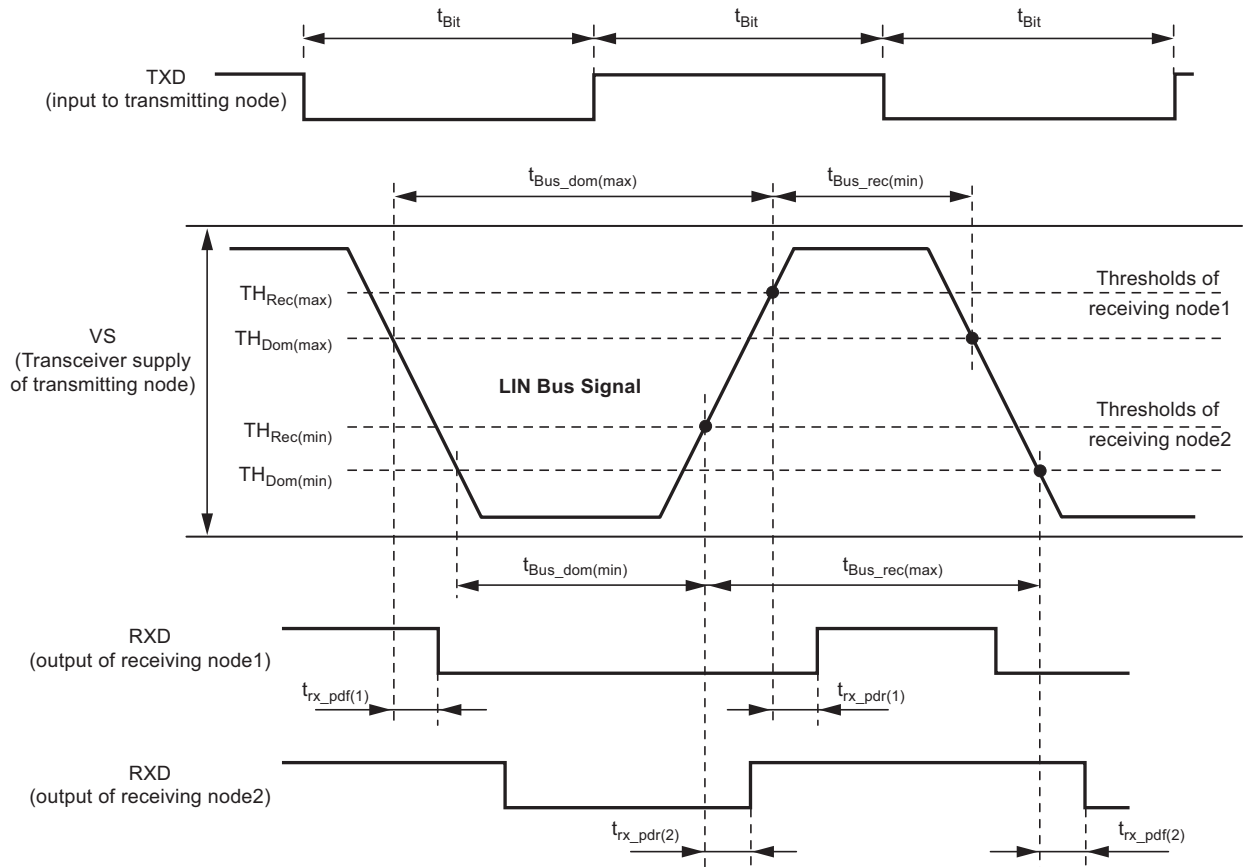 tBit
tBit
tBit
TXD
(input to transmitting node)
tBus_dom(max)
tBus_rec(min)
THRec(max)
Thresholds of
receiving node1
THDom(max)
VS
(Transceiver supply
of transmitting node)
LIN Bus Signal
THRec(min)
Thresholds of
receiving node2
THDom(min)
tBus_dom(min)
tBus_rec(max)
RXD
(output of receiving node1)
trx_pdf(1)
trx_pdr(1)
RXD
(output of receiving node2)
trx_pdr(2)
trx_pdf(2)